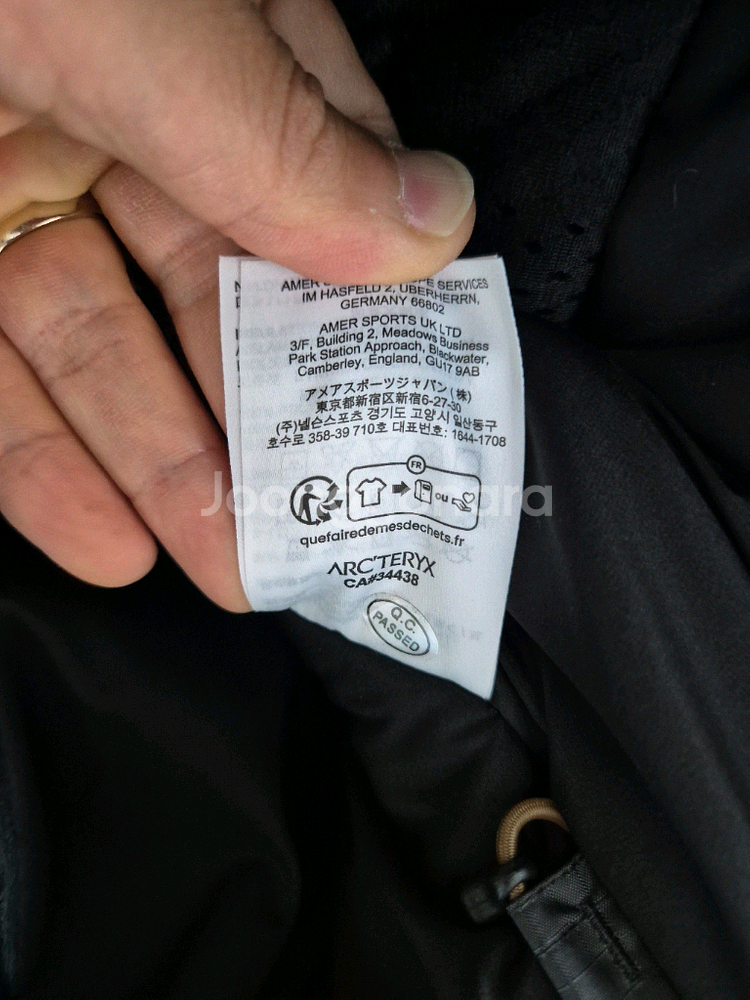 AMER PE SERVICES
IM HASFELD 2, UBERHERRN,
GERMANY 66802
AMER SPORTS UK LTD
3/F, Building 2, Meadows Business
Park Station Approach, Blackwater,
Camberley, England, GU17 9AB
アメアスポーツジャパン(株)
東京都新宿区新宿6-27-30
(주)넬슨스포츠 경기도 고양시 일산동구
호수로 358-39 710호 대표번호: 1644-1708
FR
OU
quefairedemesdechets.fr
ARC'TERYX
CA#34438
Q.C.
PASSED